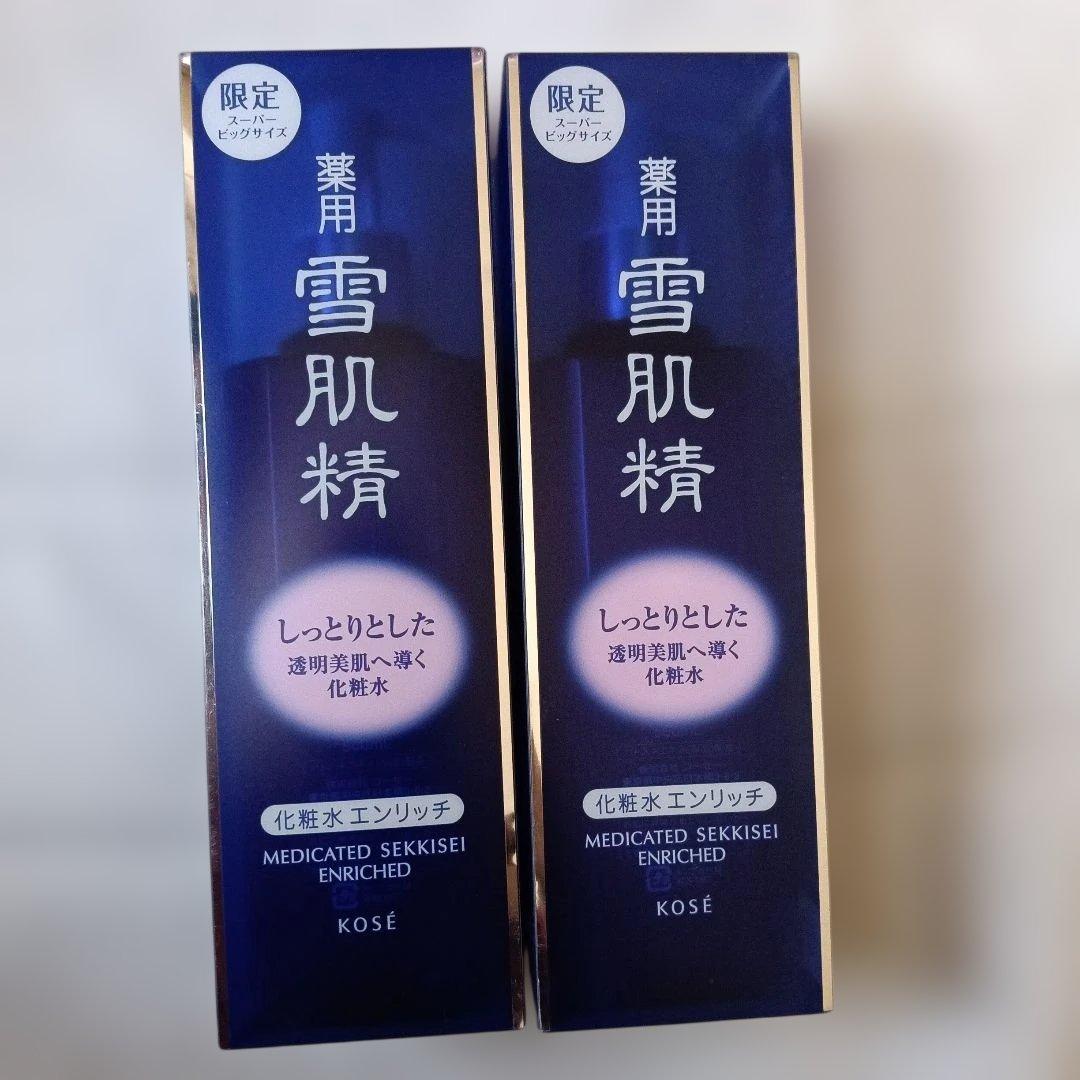 限定
スーパー
ビッグサイズ
薬用
雪肌精
しっとりとした
透明美肌へ導く
化粧水
化粧水 エンリッチ
MEDICATED SEKKISEI
ENRICHED
KOSÉ
限定
スーパー
ビッグサイズ
薬用
雪肌精
しっとりとした
透明美肌へ導く
化粧水
化粧水 エンリッチ
MEDICATED SEKKISEI
ENRICHED
KOSÉ